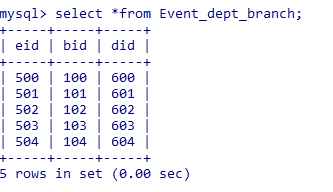 mysql> select *from Event_dept_branch;
+-----+-----+-----+
| eid | bid | did |
+-----+-----+-----+
| 500 | 100 | 600 |
| 501 | 101 | 601 |
| 502 | 102 | 602 |
| 503 | 103 | 603 |
| 504 | 104 | 604 |
+-----+-----+-----+
5 rows in set (0.00 sec)